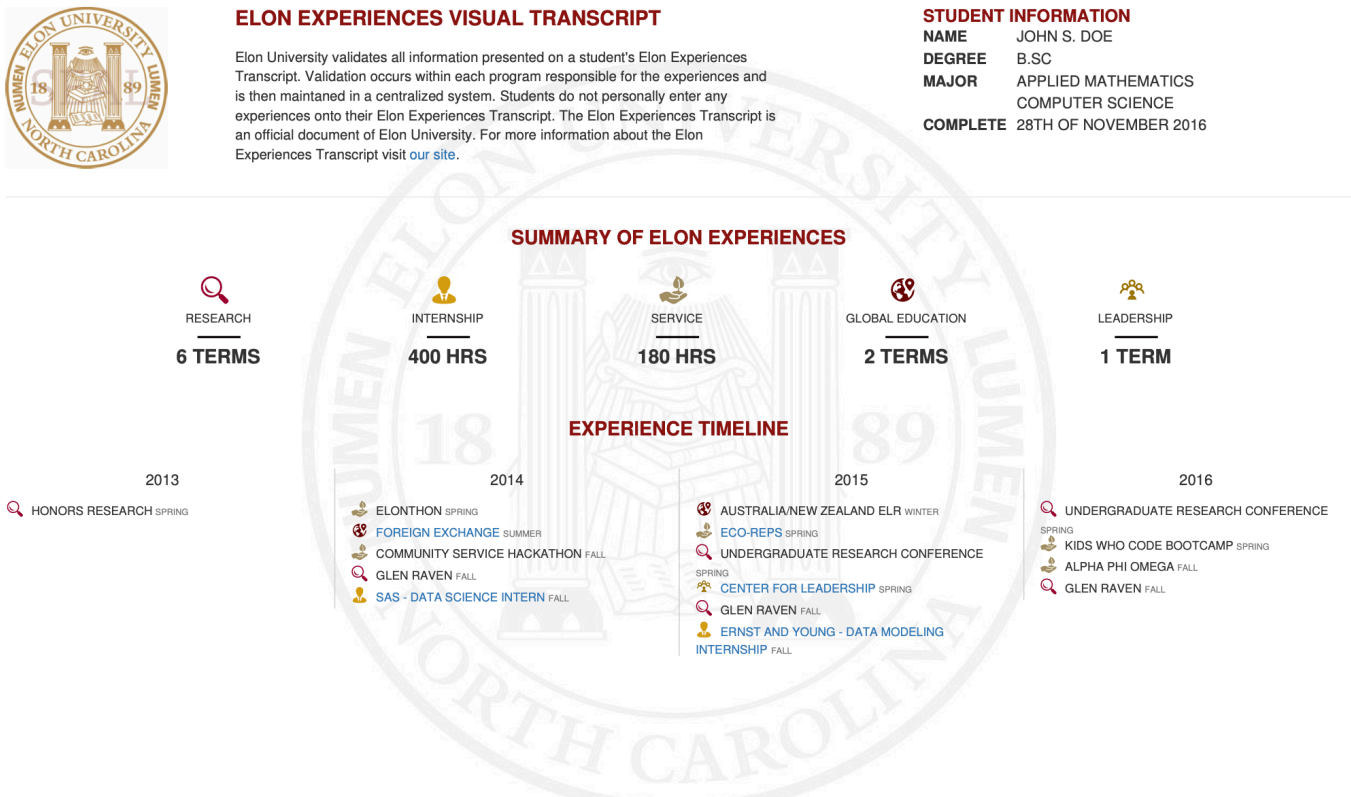 ELON EXPERIENCES VISUAL TRANSCRIPT
Elon University validates all information presented on a student's Elon Experiences
Transcript. Validation occurs within each program responsible for the experiences and
is then maintaned in a centralized system. Students do not personally enter any
experiences onto their Elon Experiences Transcript. The Elon Experiences Transcript is
an official document of Elon University. For more information about the Elon
Experiences Transcript visit our site.
ELON UNIVERSITY
NUMEN LUMEN
18 89
NORTH CAROLINA
STUDENT INFORMATION
NAME JOHN S. DOE
DEGREE B.SC
MAJOR APPLIED MATHEMATICS
COMPUTER SCIENCE
COMPLETE 28TH OF NOVEMBER 2016
SUMMARY OF ELON EXPERIENCES
RESEARCH
6 TERMS
INTERNSHIP
400 HRS
SERVICE
180 HRS
GLOBAL EDUCATION
2 TERMS
LEADERSHIP
1 TERM
EXPERIENCE TIMELINE
2013
HONORS RESEARCH SPRING
2014
ELONTHON SPRING
FOREIGN EXCHANGE SUMMER
COMMUNITY SERVICE HACKATHON FALL
GLEN RAVEN FALL
SAS - DATA SCIENCE INTERN FALL
2015
AUSTRALIA/NEW ZEALAND ELR WINTER
ECO-REPS SPRING
UNDERGRADUATE RESEARCH CONFERENCE
SPRING
CENTER FOR LEADERSHIP SPRING
GLEN RAVEN FALL
ERNST AND YOUNG - DATA MODELING
INTERNSHIP FALL
2016
UNDERGRADUATE RESEARCH CONFERENCE
SPRING
KIDS WHO CODE BOOTCAMP SPRING
ALPHA PHI OMEGA FALL
GLEN RAVEN FALL
ELON UNIVERSITY
NUMEN LUMEN
18 89
NORTH CAROLINA